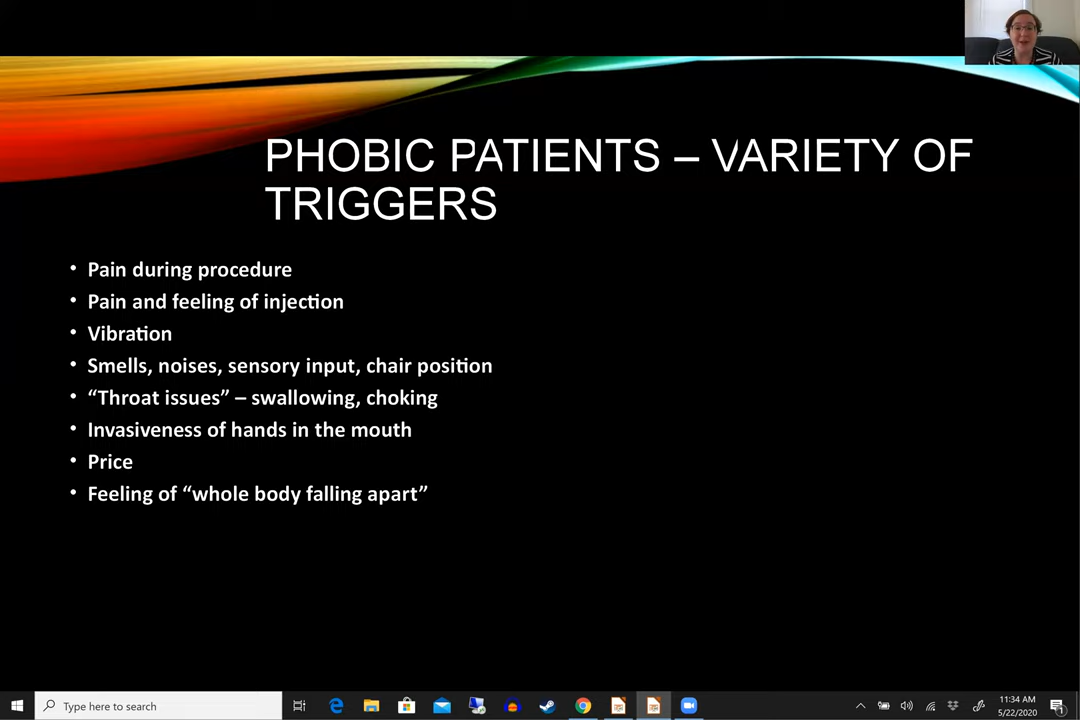 PHOBIC PATIENTS – VARIETY OF
TRIGGERS
• Pain during procedure
• Pain and feeling of injection
• Vibration
• Smells, noises, sensory input, chair position
• “Throat issues” – swallowing, choking
• Invasiveness of hands in the mouth
• Price
• Feeling of “whole body falling apart”
Type here to search
11:34 AM
5/22/2020
1